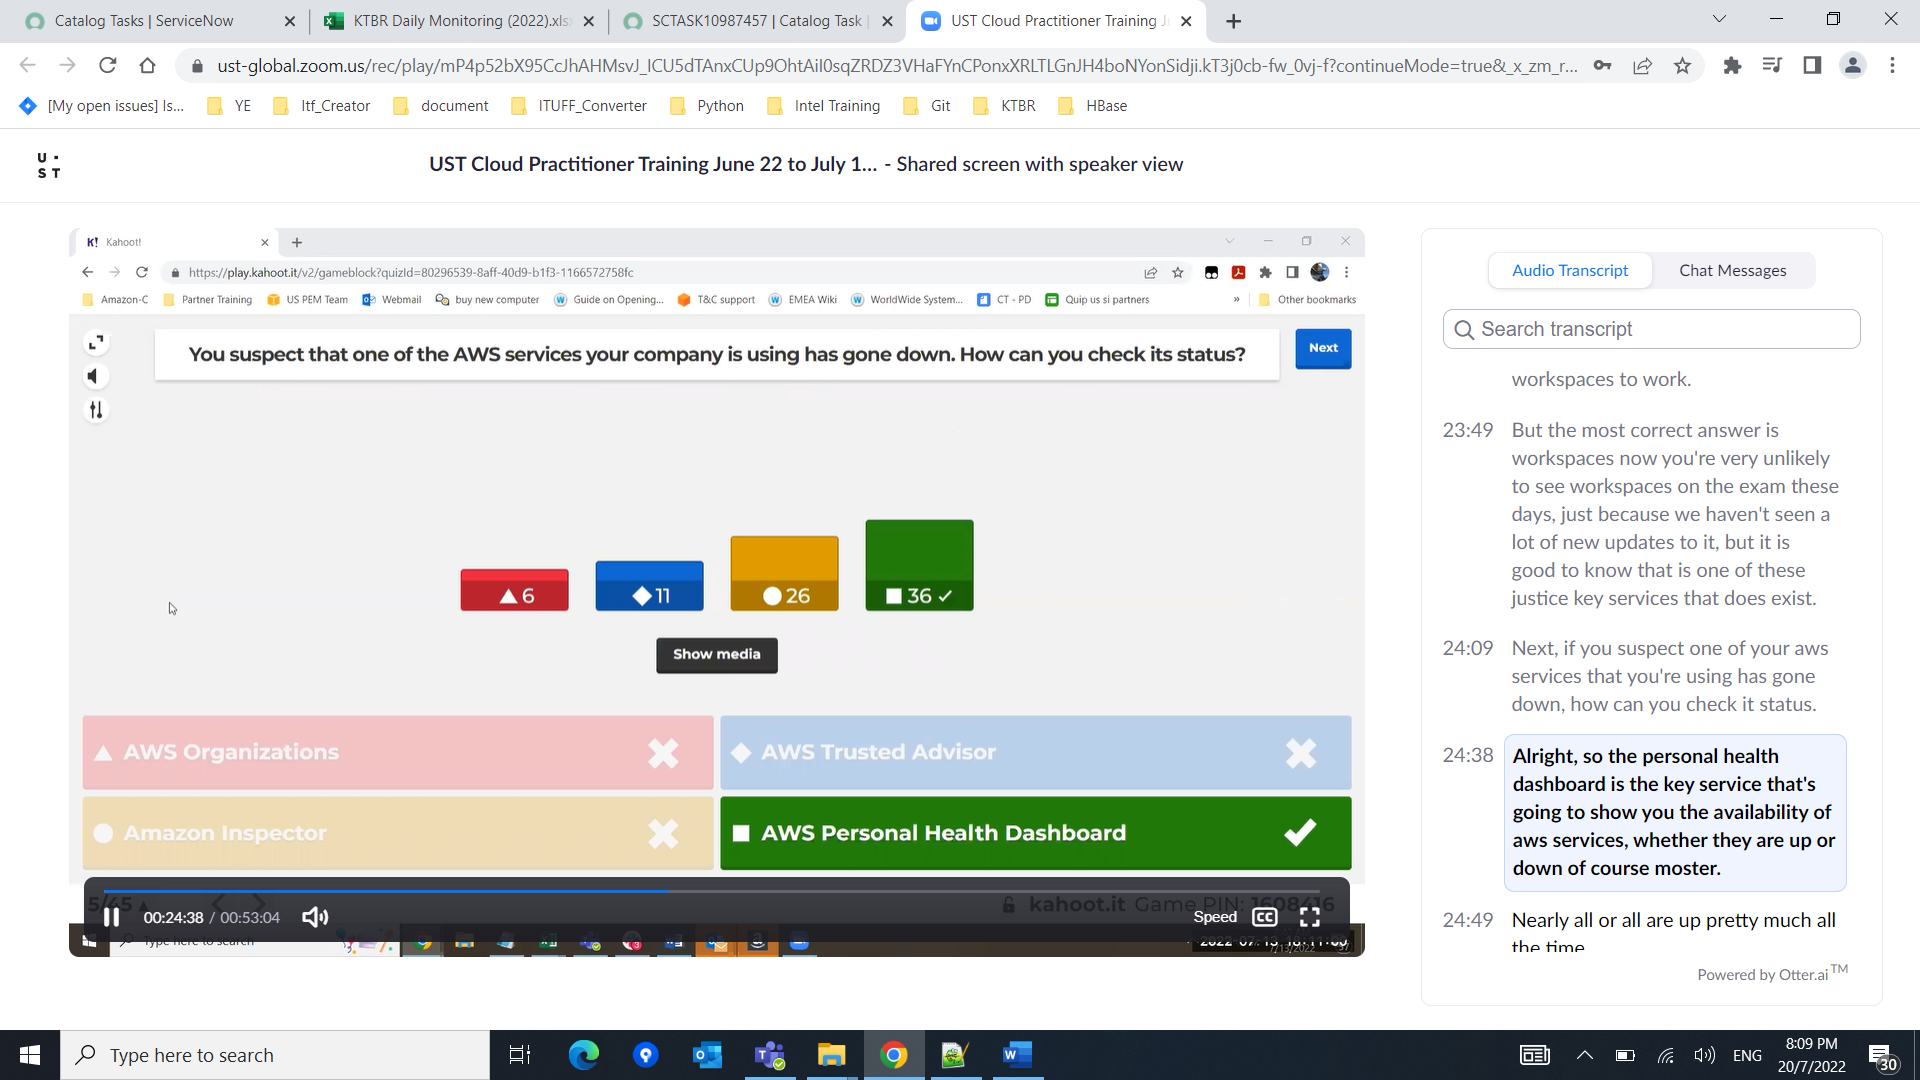 Catalog Tasks | ServiceNow
KTBR Daily Monitoring (2022).xls
SCTASK10987457 | Catalog Task |
UST Cloud Practitioner Training J
ust-global.zoom.us/rec/play/mP4p52bX95CcJhAHMsvJ_ICU5dTAnxCUp9OhtAiI0sqZRDZ3VHaFYnCPonxXRLTLGnJH4boNYonSidji.kT3j0cb-fw_0vj-f?continueMode=true&_x_zm_r...
[My open issues] Is...
YE
Itf_Creator
document
ITUFF_Converter
Python
Intel Training
Git
KTBR
HBase
U.
ST
UST Cloud Practitioner Training June 22 to July 1... - Shared screen with speaker view
K! Kahoot!
https://play.kahoot.it/v2/gameblock?quizId=80296539-8aff-40d9-b1f3-1166572758fc
Amazon-C
Partner Training
US PEM Team
Webmail
buy new computer
Guide on Opening...
T&C support
EMEA Wiki
WorldWide System...
CT - PD
Quip us si partners
»
Other bookmarks
You suspect that one of the AWS services your company is using has gone down. How can you check its status?
Next
6
11
26
36
Show media
AWS Organizations
AWS Trusted Advisor
Amazon Inspector
AWS Personal Health Dashboard
5/45
kahoot.it Game PIN: 1608416
00:24:38 / 00:53:04
Speed
CC
Type here to search
7/13/2022
Audio Transcript
Chat Messages
Search transcript
workspaces to work.
23:49 But the most correct answer is
workspaces now you're very unlikely
to see workspaces on the exam these
days, just because we haven't seen a
lot of new updates to it, but it is
good to know that is one of these
justice key services that does exist.
24:09 Next, if you suspect one of your aws
services that you're using has gone
down, how can you check it status.
24:38 Alright, so the personal health
dashboard is the key service that's
going to show you the availability of
aws services, whether they are up or
down of course moster.
24:49 Nearly all or all are up pretty much all
the time
Powered by Otter.ai TM
Type here to search
ENG
8:09 PM
20/7/2022
30